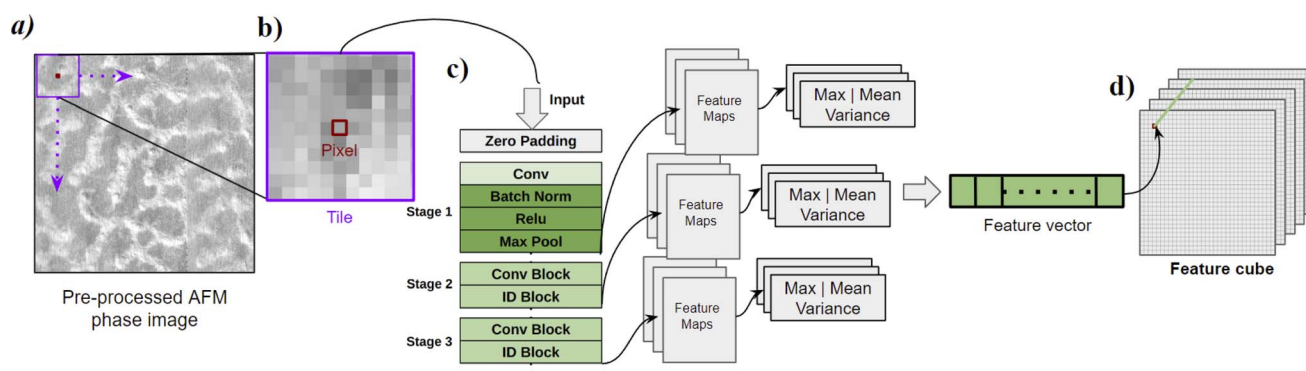 a)
Pre-processed AFM
phase image
b)
Pixel
Tile
c)
Input
Zero Padding
Stage 1
Conv
Batch Norm
Relu
Max Pool
Stage 2
Conv Block
ID Block
Stage 3
Conv Block
ID Block
Feature
Maps
Max | Mean
Variance
Feature
Maps
Max | Mean
Variance
Feature
Maps
Max | Mean
Variance
Feature vector
d)
Feature cube